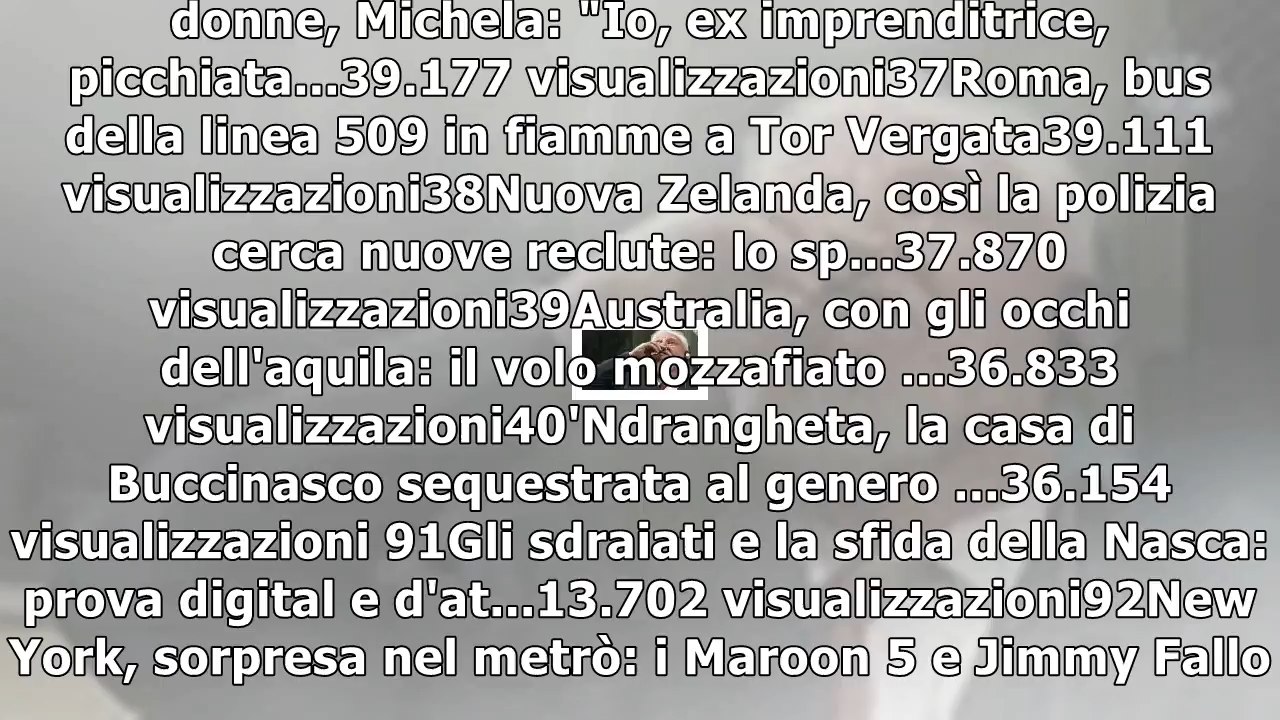 donne, Michela: "Io, ex imprenditrice,
picchiata...39.177 visualizzazioni37Roma, bus
della linea 509 in fiamme a Tor Vergata39.111
visualizzazioni38Nuova Zelanda, così la polizia
cerca nuove reclute: lo sp...37.870
visualizzazioni39Australia, con gli occhi
dell'aquila: il volo mozzafiato ...36.833
visualizzazioni40'Ndrangheta, la casa di
Buccinasco sequestrata al genero ...36.154
visualizzazioni 91Gli sdraiati e la sfida della Nasca:
prova digital e d'at...13.702 visualizzazioni92New
York, sorpresa nel metrò: i Maroon 5 e Jimmy Fallo